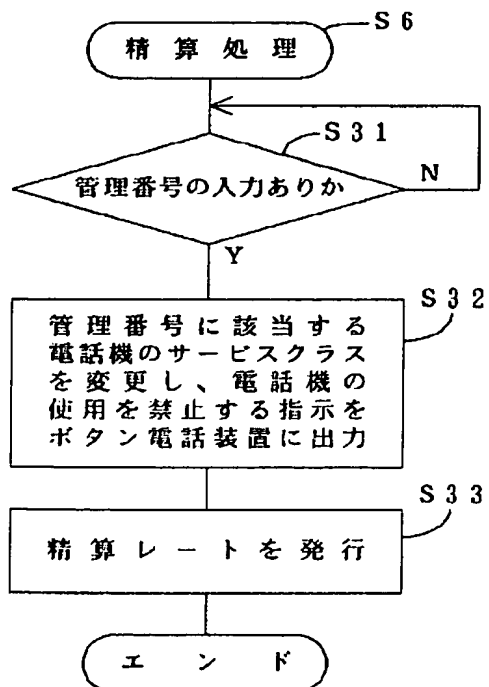 S6
精算処理
S31
管理番号の入力ありか
N
Y
S32
管理番号に該当する
電話機のサービスクラス
を変更し、電話機の
使用を禁止する指示を
ボタン電話装置に出力
S33
精算レートを発行
エンド